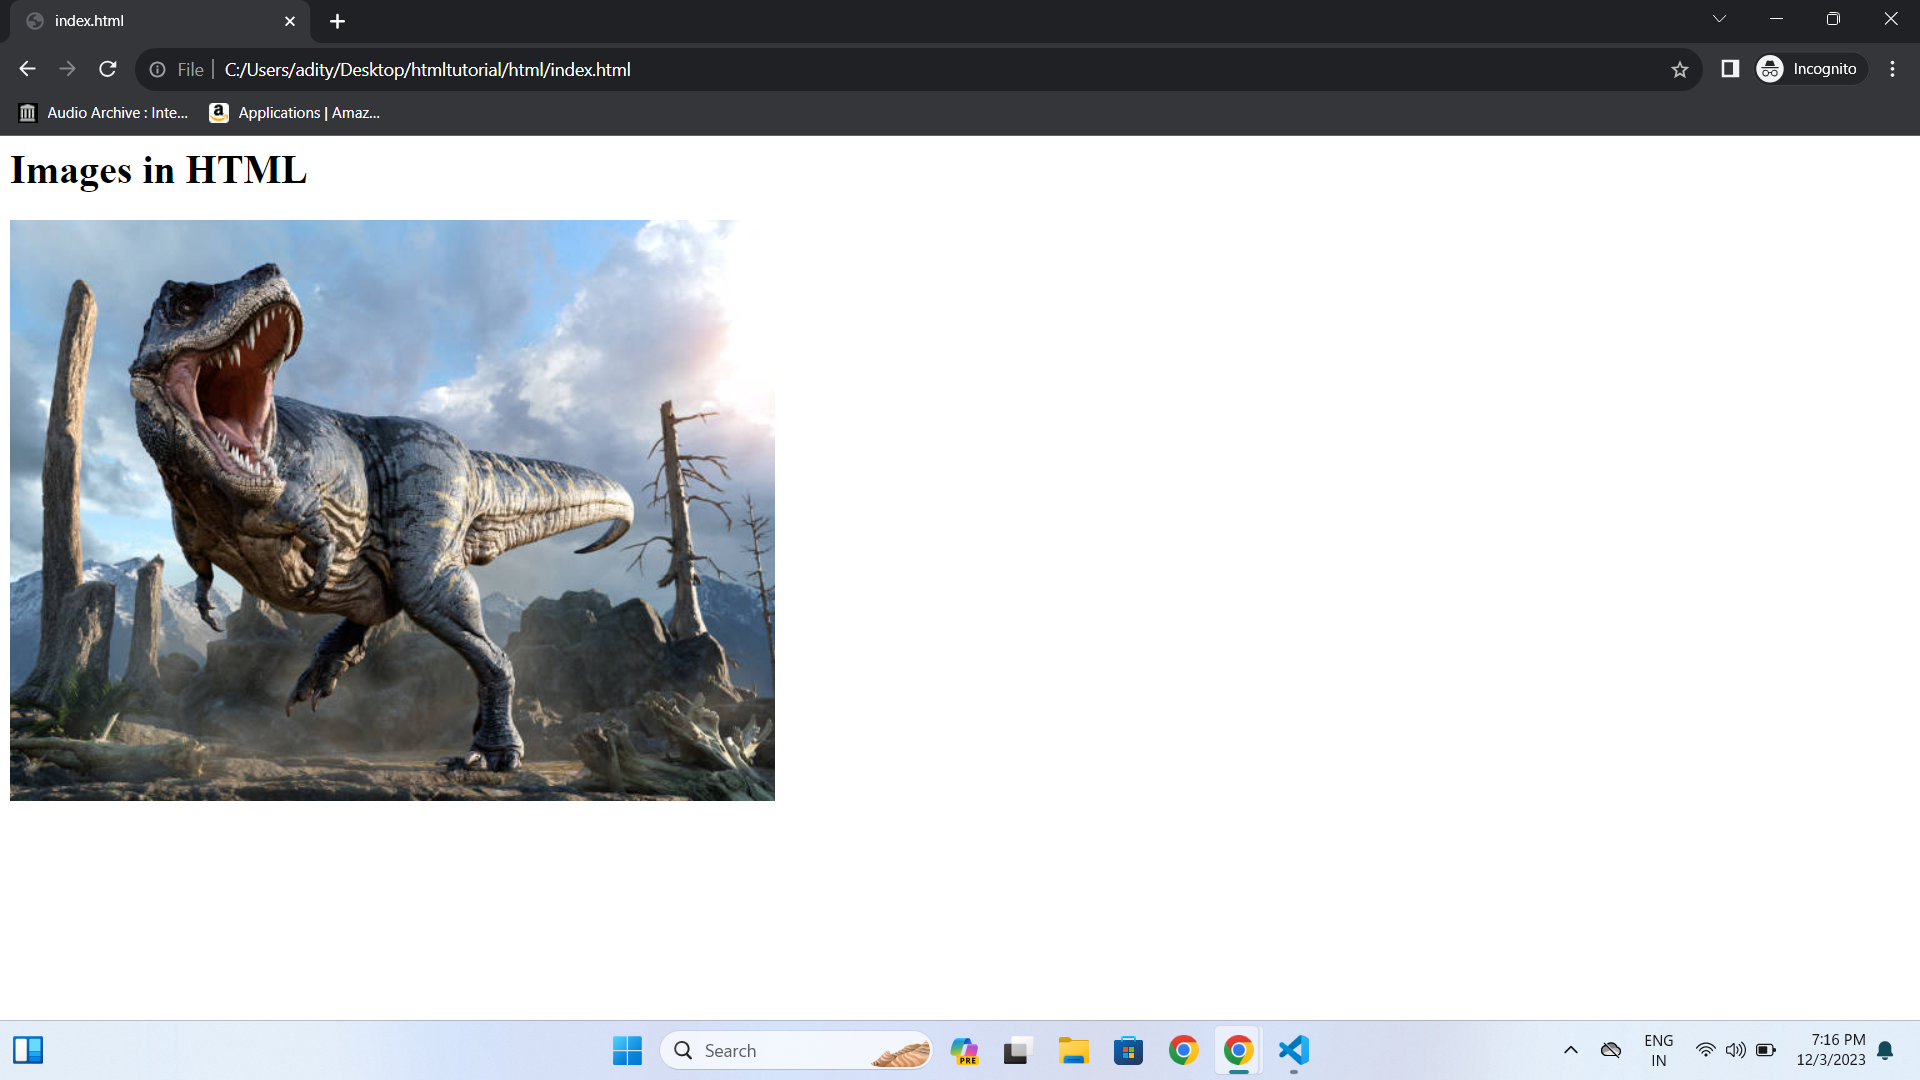 index.html
File
C:/Users/adity/Desktop/htmltutorial/html/index.html
Incognito
Audio Archive : Inte...
Applications | Amaz...
Images in HTML
Search
PRE
ENG
IN
7:16 PM
12/3/2023